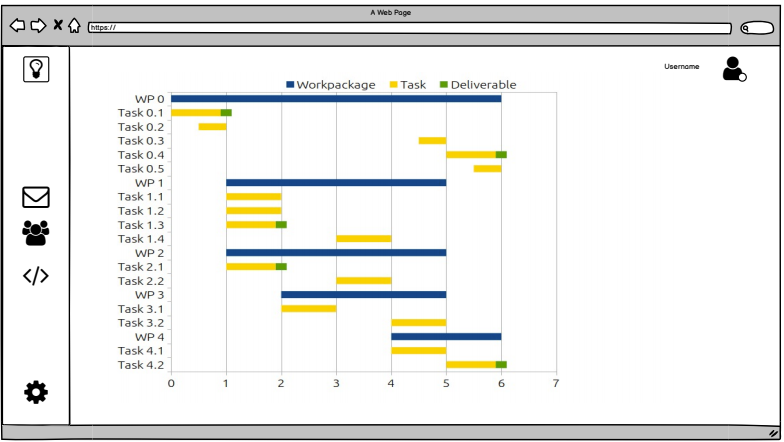 A Web Page
https://
Username
Workpackage Task Deliverable
WP 0
Task 0.1
Task 0.2
Task 0.3
Task 0.4
Task 0.5
WP 1
Task 1.1
Task 1.2
Task 1.3
Task 1.4
WP 2
Task 2.1
Task 2.2
WP 3
Task 3.1
Task 3.2
WP 4
Task 4.1
Task 4.2
0 1 2 3 4 5 6 7